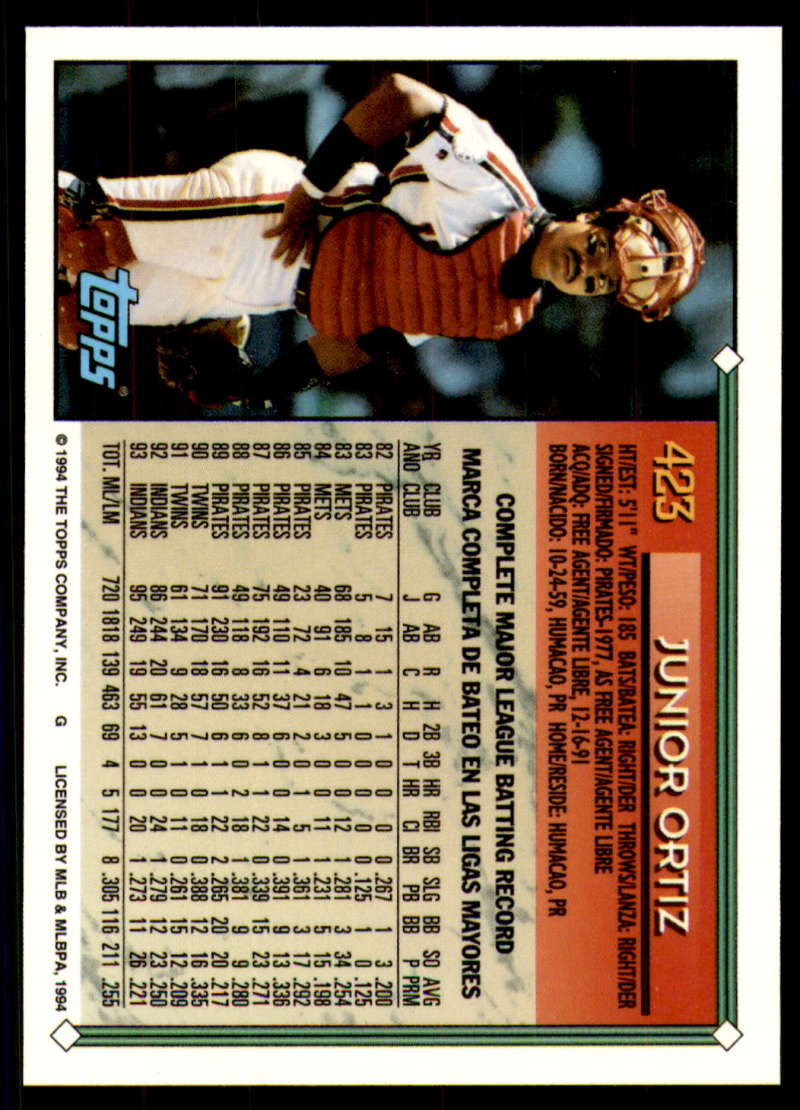 423 JUNIOR ORTIZ
HT/EST: 5'11" WT/PESO: 185 BATS/BATEA: RIGHT/DER THROWS/LANZA: RIGHT/DER
SIGNED/FIRMADO: PIRATES-1977, AS FREE AGENT/AGENTE LIBRE
ACQ/ADQ: FREE AGENT/AGENTE LIBRE, 12-16-91
BORN/NACIDO: 10-24-59, HUMACAO, PR HOME/RESIDE: HUMACAO, PR
COMPLETE MAJOR LEAGUE BATTING RECORD
MARCA COMPLETA DE BATEO EN LAS LIGAS MAYORES
YR CLUB G AB R H 2B 3B HR RBI SB SLG BB SO AVG
AÑO CLUB J AB C H D T HR CI BR PB BB P PRM
82 PIRATES 7 15 1 3 1 0 0 0 0 .267 1 3 .200
83 PIRATES 5 8 1 1 0 0 0 0 0 .125 1 0 .125
83 METS 68 185 10 47 5 0 0 12 1 .281 3 34 .254
84 METS 40 91 6 18 3 0 0 11 1 .231 5 15 .198
85 PIRATES 23 72 4 21 2 0 1 5 1 .361 3 17 .292
86 PIRATES 49 110 11 37 6 0 0 14 0 .391 9 13 .336
87 PIRATES 75 192 16 52 8 1 1 22 0 .339 15 23 .271
88 PIRATES 49 118 8 33 6 0 2 18 1 .381 9 9 .280
89 PIRATES 91 230 16 50 6 1 1 22 2 .265 20 20 .217
90 TWINS 71 170 18 57 7 1 0 18 0 .388 12 16 .335
91 TWINS 61 134 9 28 5 1 0 11 0 .261 15 12 .209
92 INDIANS 86 244 20 61 7 0 0 24 1 .279 12 23 .250
93 INDIANS 95 249 19 55 13 0 0 20 1 .273 11 26 .221
TOT. ML/LM 720 1818 139 463 69 4 5 177 8 .305 116 211 .255
TOPPS®
© 1994 THE TOPPS COMPANY, INC. G LICENSED BY MLB & MLBPA, 1994